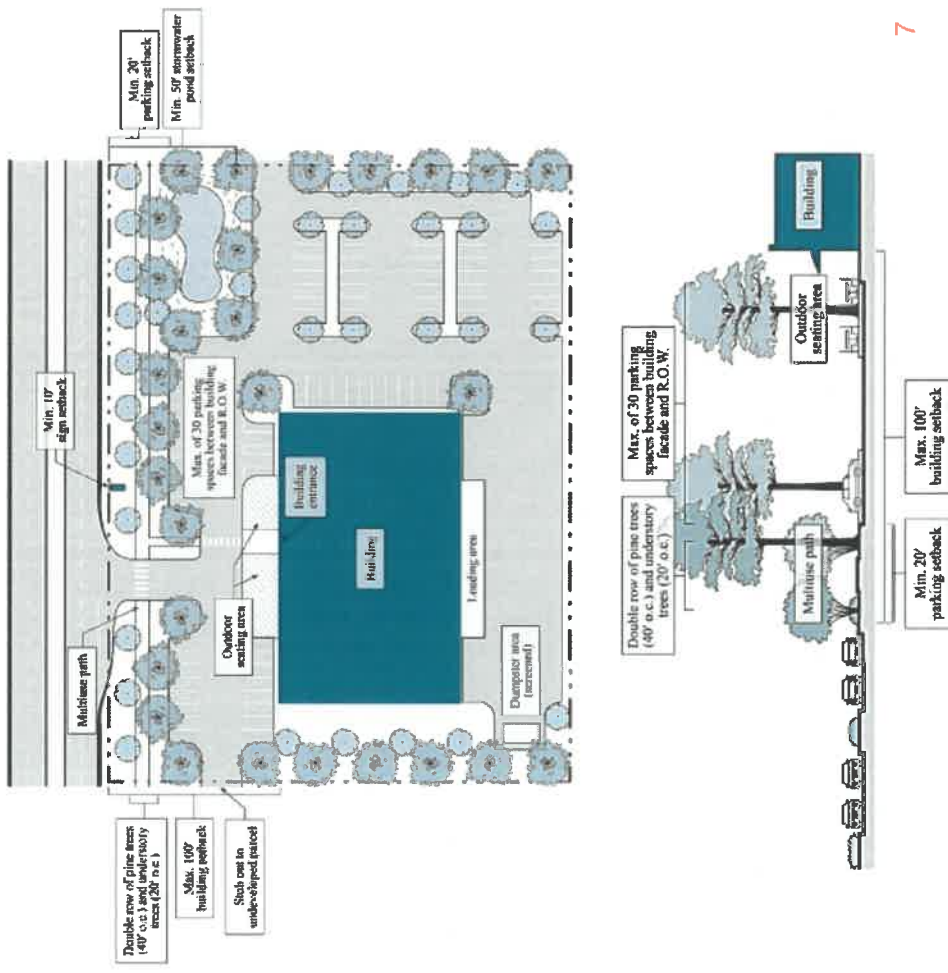 Min. 20'
parking setback
Min. 50' stormwater
pond setback
Min. 10'
sign setback
Max. of 30 parking
spaces between building
facade and R.O.W.
Building
entrance
Building
Loading area
Outdoor
seating area
Multiuse path
Dumpster area
(screened)
Double row of pine trees
(40' o.c.) and understory
trees (20' o.c.)
Max. 100'
building setback
Stub out to
undeveloped parcel
Building
Outdoor
seating area
Max. of 30 parking
spaces between building
facade and R.O.W.
Double row of pine trees
(40' o.c.) and understory
trees (20' o.c.)
Multiuse path
Max. 100'
building setback
Min. 20'
parking setback
7